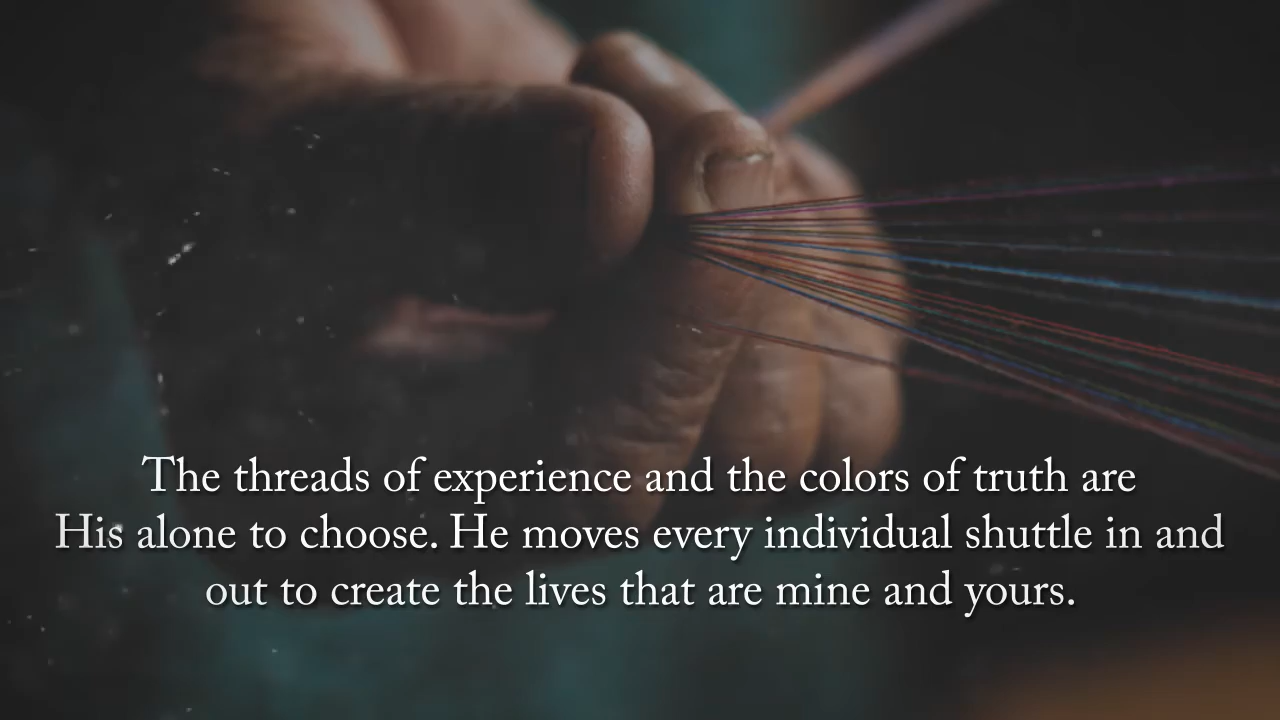 The threads of experience and the colors of truth are
His alone to choose. He moves every individual shuttle in and
out to create the lives that are mine and yours.